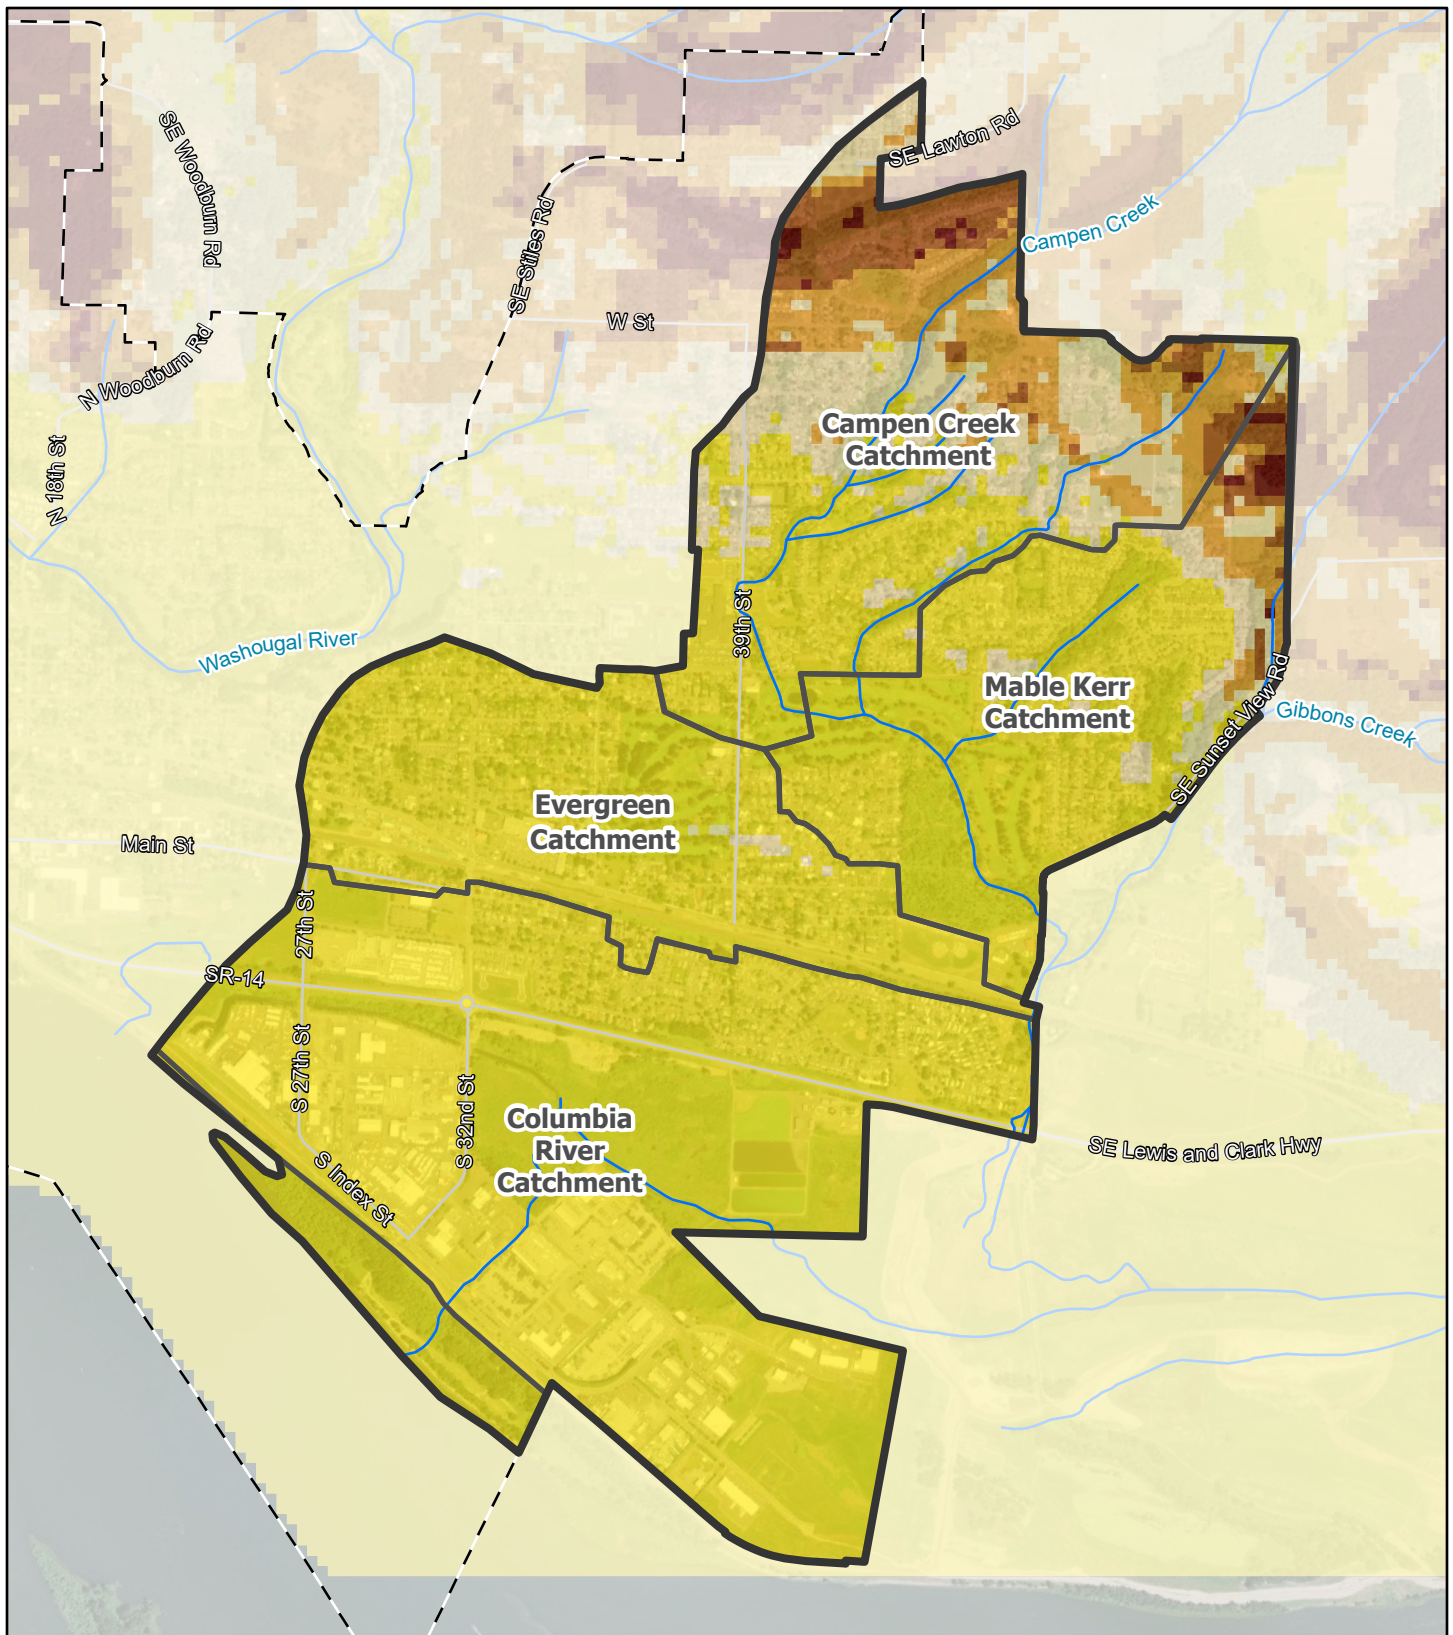 SE Woodburn Rd
SE Lawton Rd
Campen Creek
SE Stiles Rd
W St
N Woodburn Rd
Campen Creek
Catchment
N 18th St
39th St
Washougal River
Mable Kerr
Catchment
SE Sunset View Rd
Gibbons Creek
Evergreen
Catchment
Main St
27th St
SR-14
S 27th St
S 32nd St
Columbia
River
Catchment
SE Lewis and Clark Hwy
S Index St